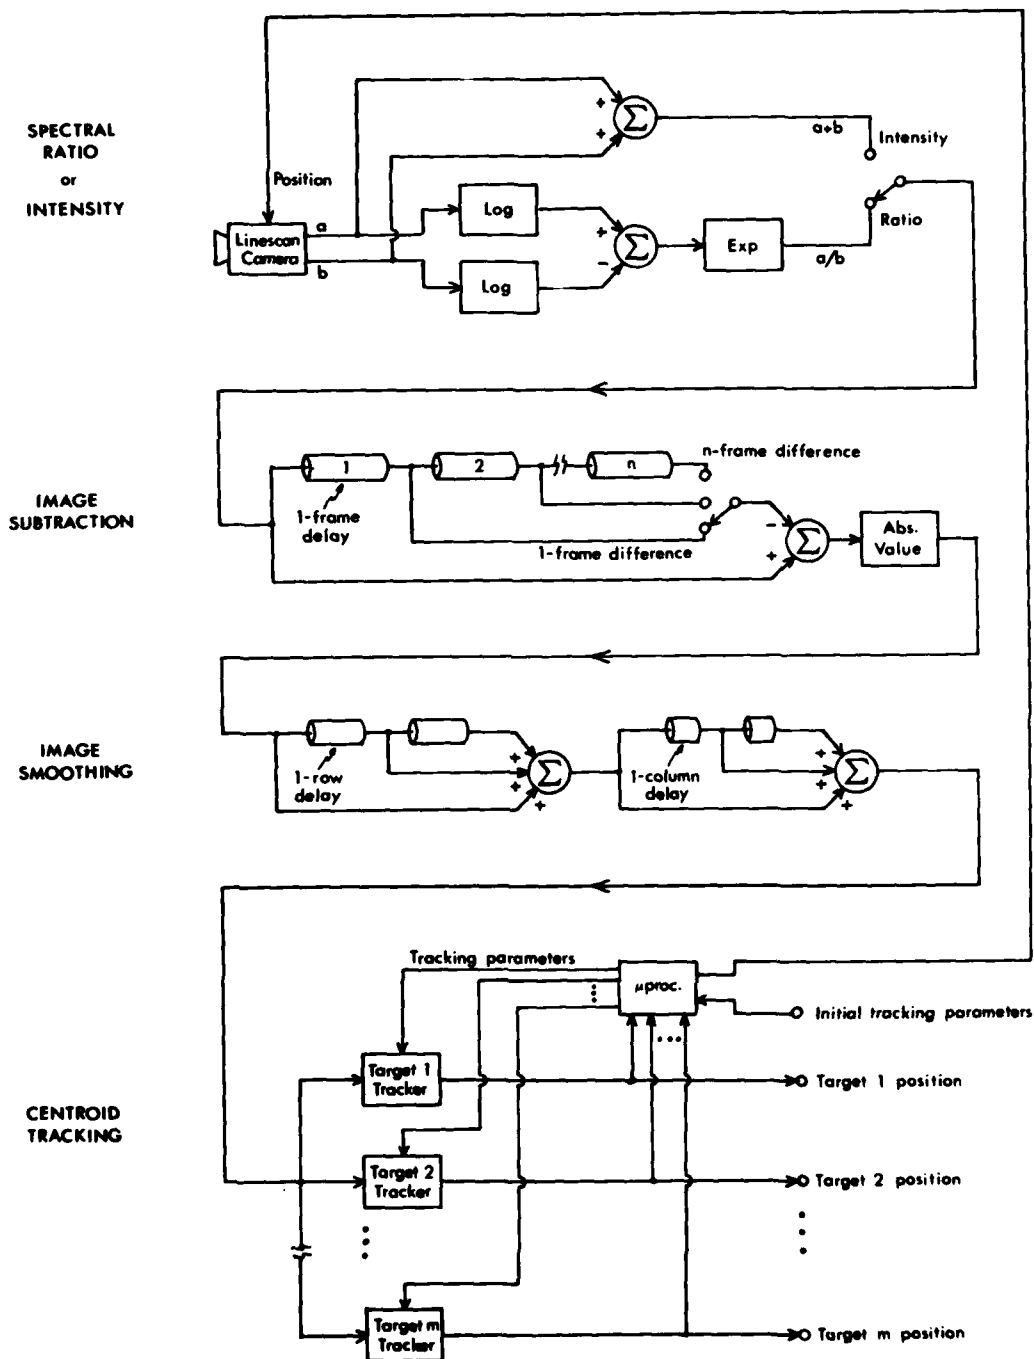 SPECTRAL
RATIO
or
INTENSITY
Position
Linescan
Camera
a
b
Log
Log
+
+
Σ
+
-
Σ
Exp
a+b
a/b
Intensity
Ratio
IMAGE
SUBTRACTION
1
2
n
1-frame
delay
n-frame difference
1-frame difference
-
+
Σ
Abs.
Value
IMAGE
SMOOTHING
1-row
delay
+
+
+
Σ
1-column
delay
+
+
+
Σ
CENTROID
TRACKING
Tracking parameters
μproc.
Initial tracking parameters
Target 1
Tracker
Target 1 position
Target 2
Tracker
Target 2 position
Target m
Tracker
Target m position